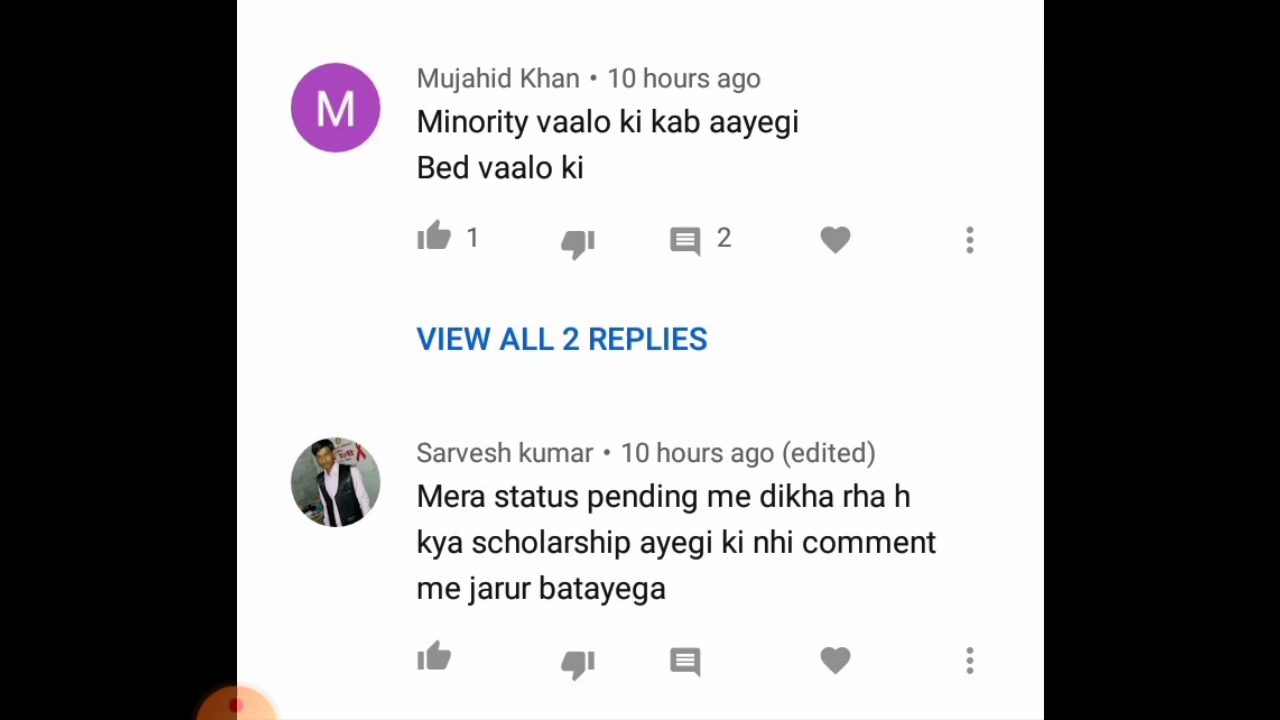 M
Mujahid Khan • 10 hours ago
Minority vaalo ki kab aayegi
Bed vaalo ki
1
2
VIEW ALL 2 REPLIES
Sarvesh kumar • 10 hours ago (edited)
Mera status pending me dikha rha h
kya scholarship ayegi ki nhi comment
me jarur batayega